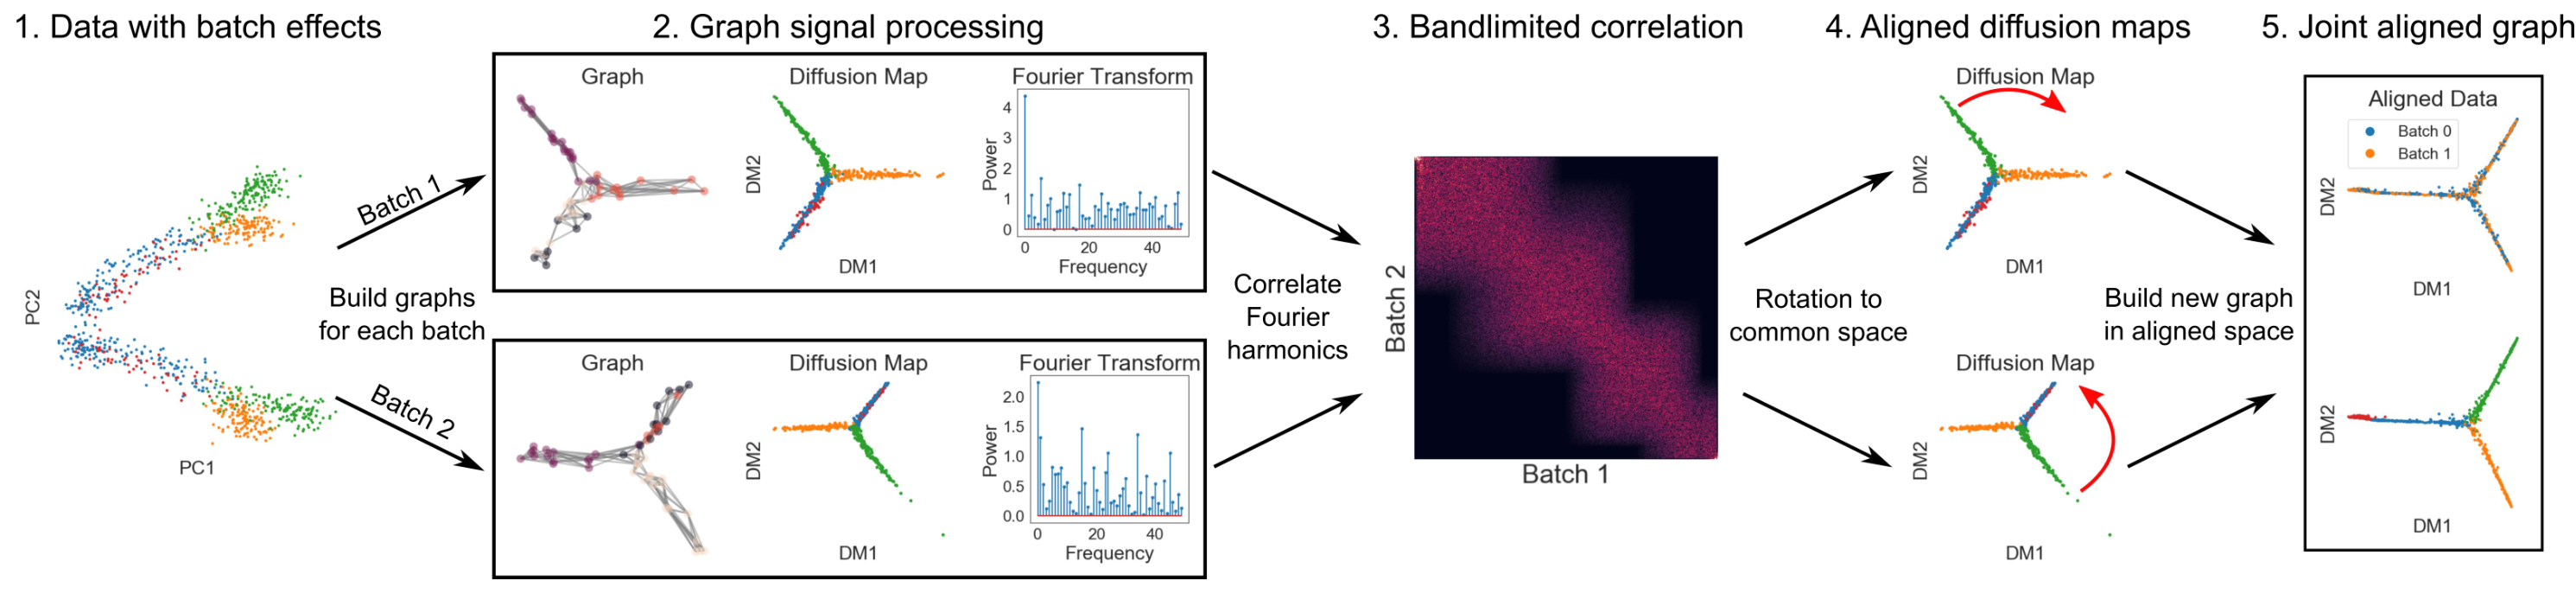 1. Data with batch effects
PC2
PC1
Batch 1
Build graphs
for each batch
Batch 2
2. Graph signal processing
Graph
Diffusion Map
DM2
DM1
Fourier Transform
Power
4
3
2
1
0
0 20 40
Frequency
Graph
Diffusion Map
DM2
DM1
Fourier Transform
Power
2.0
1.5
1.0
0.5
0.0
0 20 40
Frequency
Correlate
Fourier
harmonics
3. Bandlimited correlation
Batch 2
Batch 1
Rotation to
common space
4. Aligned diffusion maps
Diffusion Map
DM2
DM1
Diffusion Map
DM2
DM1
Build new graph
in aligned space
5. Joint aligned graph
Aligned Data
Batch 0
Batch 1
DM2
DM1
DM2
DM1